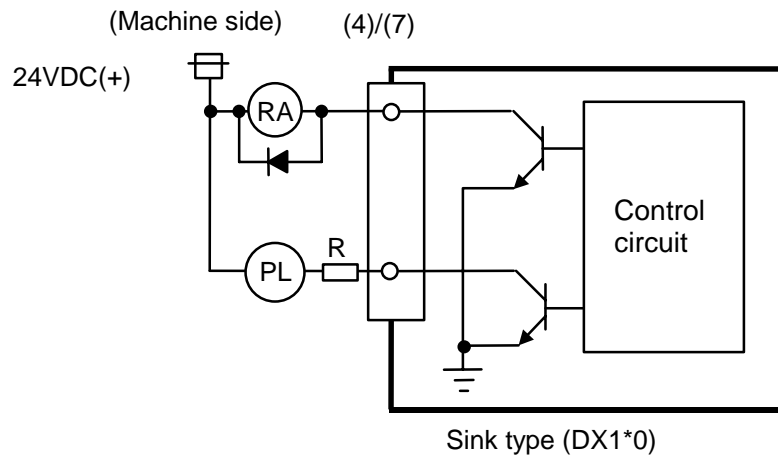 (Machine side)
(4)/(7)
24VDC(+)
RA
R
PL
Control
circuit
Sink type (DX1*0)